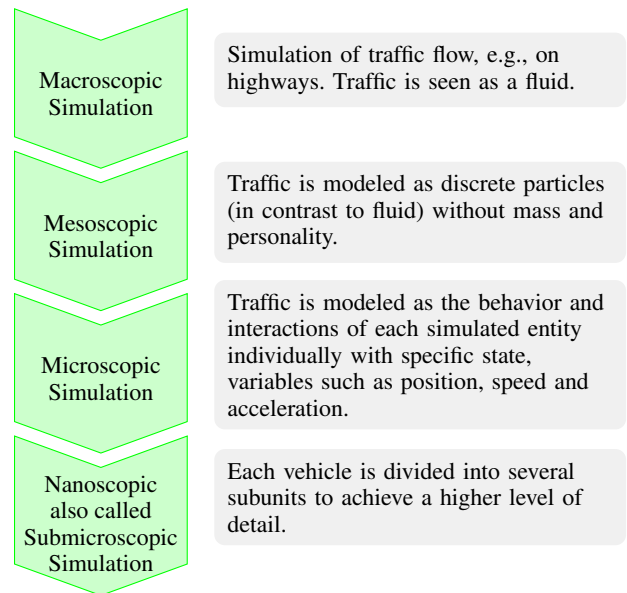 Macroscopic
Simulation
Simulation of traffic flow, e.g., on
highways. Traffic is seen as a fluid.
Mesoscopic
Simulation
Traffic is modeled as discrete particles
(in contrast to fluid) without mass and
personality.
Microscopic
Simulation
Traffic is modeled as the behavior and
interactions of each simulated entity
individually with specific state,
variables such as position, speed and
acceleration.
Nanoscopic
also called
Submicroscopic
Simulation
Each vehicle is divided into several
subunits to achieve a higher level of
detail.